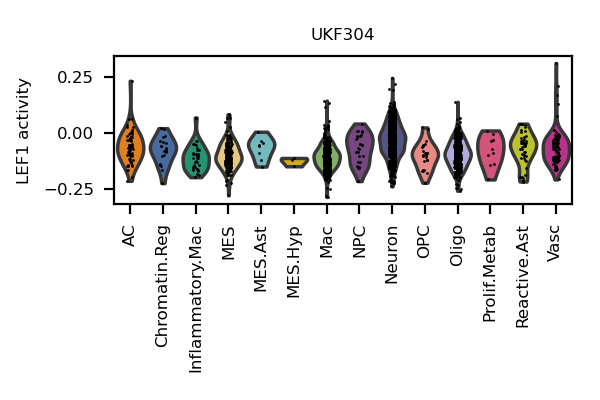 UKF304
LEF1 activity
0.25
0.00
−0.25
AC
Chromatin.Reg
Inflammatory.Mac
MES
MES.Ast
MES.Hyp
Mac
NPC
Neuron
OPC
Oligo
Prolif.Metab
Reactive.Ast
Vasc